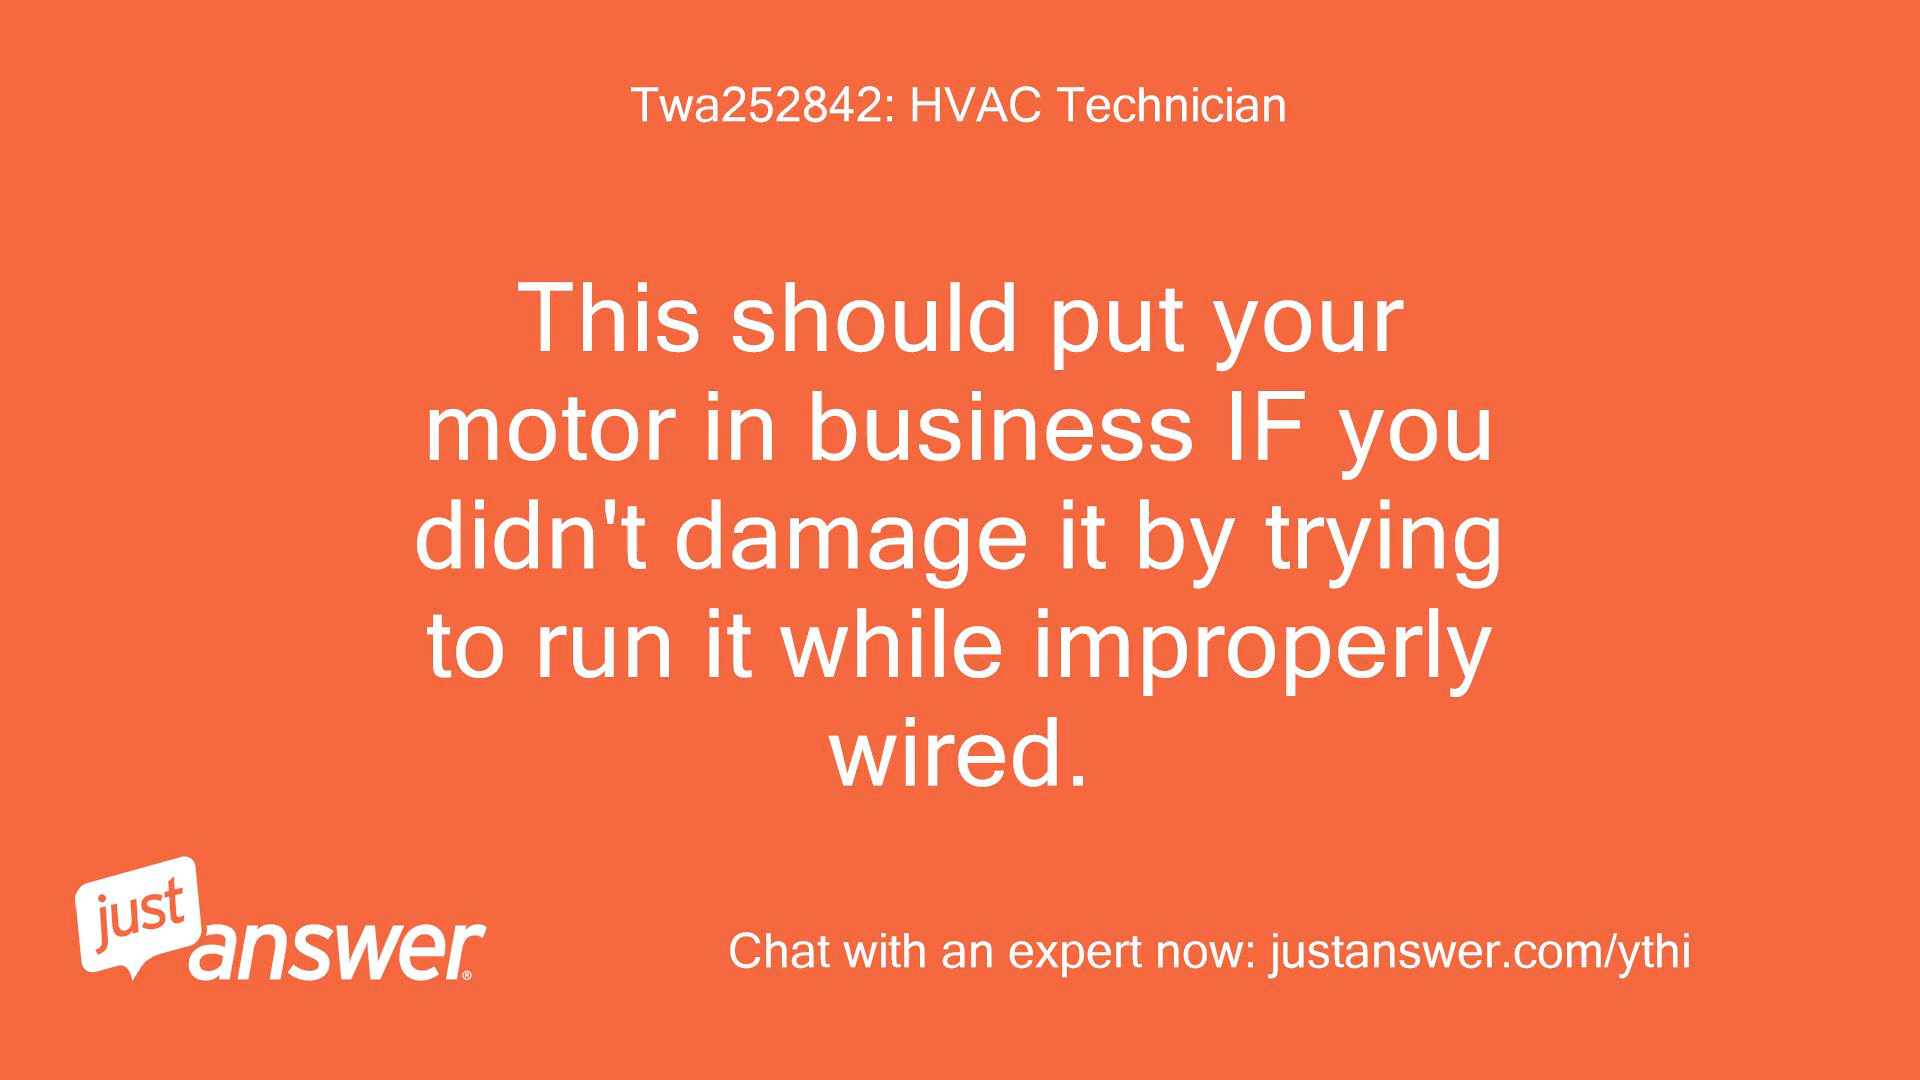 Twa252842: HVAC Technician
This should put your
motor in business IF you
didn't damage it by trying
to run it while improperly
wired.
just
answer®
Chat with an expert now: justanswer.com/ythi